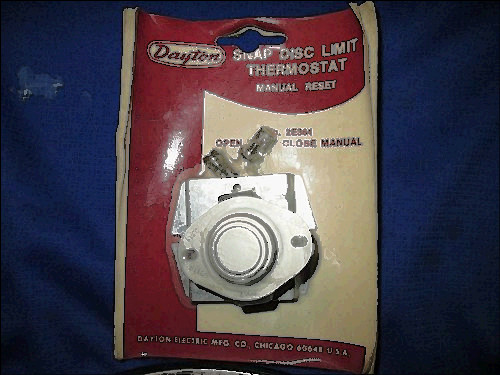 Dayton
SNAP DISC LIMIT
THERMOSTAT
MANUAL RESET
OPEN CLOSE MANUAL
DAYTON ELECTRIC MFG. CO. CHICAGO 60648 U.S.A.